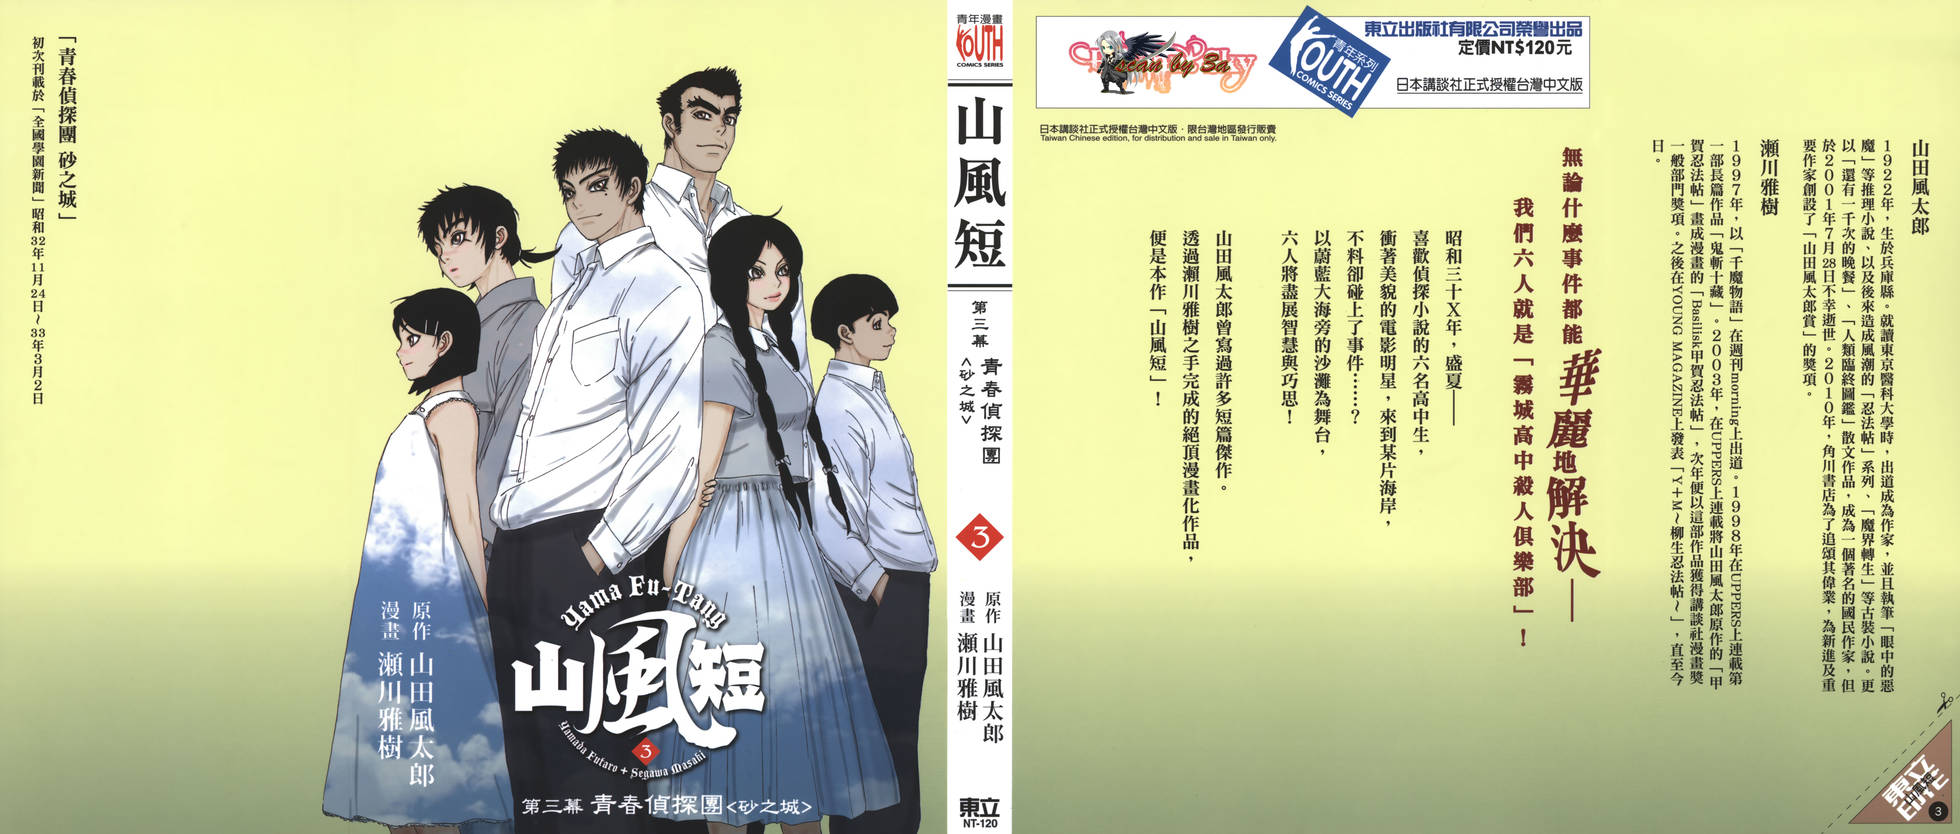 「青春偵探團 砂之城」
初次刊載於「全國學園新聞」昭和32年11月24日～33年3月2日
Yama Fu-Tang
山風短
3
Yamada Futaro + Segawa Masaki
原作 山田風太郎
漫畫 瀨川雅樹
第三幕 青春偵探團<砂之城>
青年漫畫
YOUTH
COMICS SERIES
山風短
第三幕 青春偵探團
<砂之城>
3
原作 山田風太郎
漫畫 瀨川雅樹
東立
NT-120
scan by 3a
青年系列
YOUTH
COMICS SERIES
東立出版社有限公司榮譽出品
定價NT$120元
日本講談社正式授權台灣中文版
日本講談社正式授權台灣中文版・限台灣地區發行販賣
Taiwan Chinese edition, for distribution and sale in Taiwan only.
無論什麼事件都能華麗地解決——
我們六人就是「霧城高中殺人俱樂部」！
昭和三十X年，盛夏——
喜歡偵探小說的六名高中生，
衝著美貌的電影明星，來到某片海岸，
不料卻碰上了事件……？
以蔚藍大海旁的沙灘為舞台，
六人將盡展智慧與巧思！
山田風太郎曾寫過許多短篇傑作。
透過瀨川雅樹之手完成的絕頂漫畫化作品，
便是本作「山風短」！
山田風太郎
1922年，生於兵庫縣。就讀東京醫科大學時，出道成為作家，並且執筆「眼中的惡
魔」等推理小說、以及後來造成風潮的「忍法帖」系列、「魔界轉生」等古裝小說。更
以「還有一千次的晚餐」、「人類臨終圖鑑」散文作品，成為一個著名的國民作家，但
於2001年7月28日不幸逝世。2010年，角川書店為了追頌其偉業，為新進及重
要作家創設了「山田風太郎賞」的獎項。
瀨川雅樹
1997年，以「千魔物語」在週刊morning上出道。1998年在UPPERS上連載第
一部長篇作品「鬼斬十藏」。2003年，在UPPERS上連載將山田風太郎原作的「甲
賀忍法帖」畫成漫畫的「Basilisk甲賀忍法帖」，次年便以這部作品獲得講談社漫畫獎
一般部門獎項。之後在YOUNG MAGAZINE上發表「Y＋M～柳生忍法帖～」，直至今
日。
東立
山風短
3